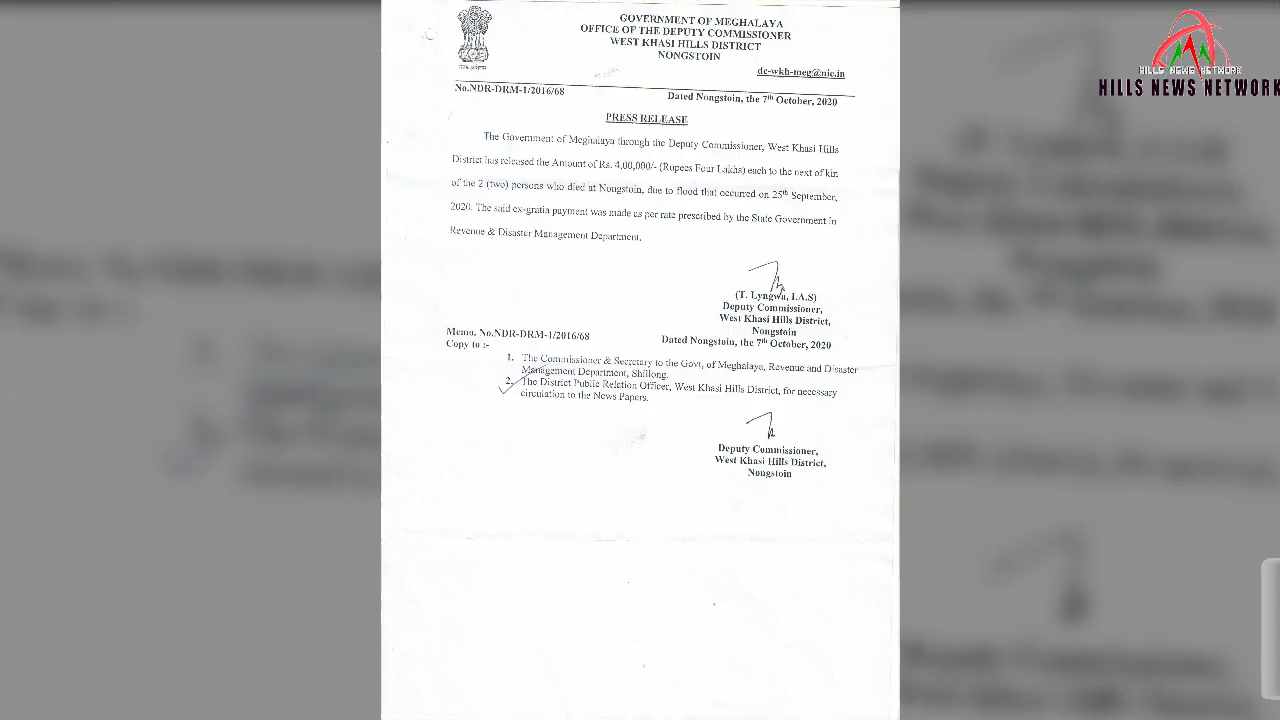 GOVERNMENT OF MEGHALAYA
OFFICE OF THE DEPUTY COMMISSIONER
WEST KHASI HILLS DISTRICT
NONGSTOIN
dc-wkh-meg@nic.in
No.NDR-DRM-1/2016/68
Dated Nongstoin, the 7th October, 2020
PRESS RELEASE
The Government of Meghalaya through the Deputy Commissioner, West Khasi Hills
District has released the Amount of Rs. 4,00,000/- (Rupees Four Lakhs) each to the next of kin
of the 2 (two) persons who died at Nongstoin, due to flood that occurred on 25th September,
2020. The said ex-gratia payment was made as per rate prescribed by the State Government in
Revenue & Disaster Management Department.
(T. Lyngwa, I.A.S)
Deputy Commissioner,
West Khasi Hills District,
Nongstoin
Memo. No.NDR-DRM-1/2016/68
Dated Nongstoin, the 7th October, 2020
Copy to :-
1. The Commissioner & Secretary to the Govt, of Meghalaya, Revenue and Disaster
Management Department, Shillong.
2. The District Public Relation Officer, West Khasi Hills District, for necessary
circulation to the News Papers.
Deputy Commissioner,
West Khasi Hills District,
Nongstoin
HILLS NEWS NETWORK
HILLS NEWS NETWORK